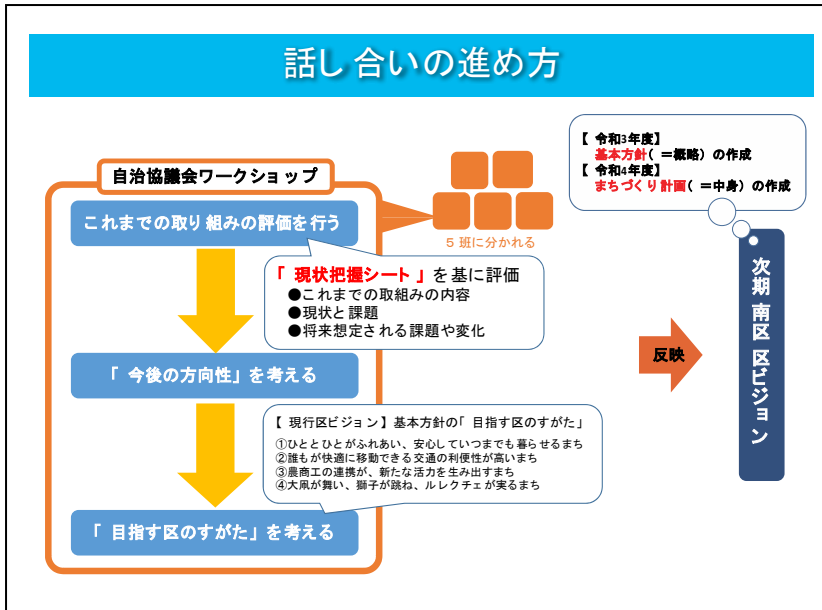 話し合いの進め方
【 令和3年度】
基本方針( ＝概略) の作成
【 令和4年度】
まちづくり計画( ＝中身) の作成
自治協議会ワークショップ
これまでの取り組みの評価を行う
5 班に分かれる
「 現状把握シート 」を基に評価
●これまでの取組みの内容
●現状と課題
●将来想定される課題や変化
「 今後の方向性」を考える
【 現行区ビジョン】基本方針の「 目指す区のすがた」
①ひととひとがふれあい、安心していつまでも暮らせるまち
②誰もが快適に移動できる交通の利便性が高いまち
③農商工の連携が、新たな活力を生み出すまち
④大凧が舞い、獅子が跳ね、ルレクチェが実るまち
「 目指す区のすがた」を考える
反映
次期 南区 区ビジョン